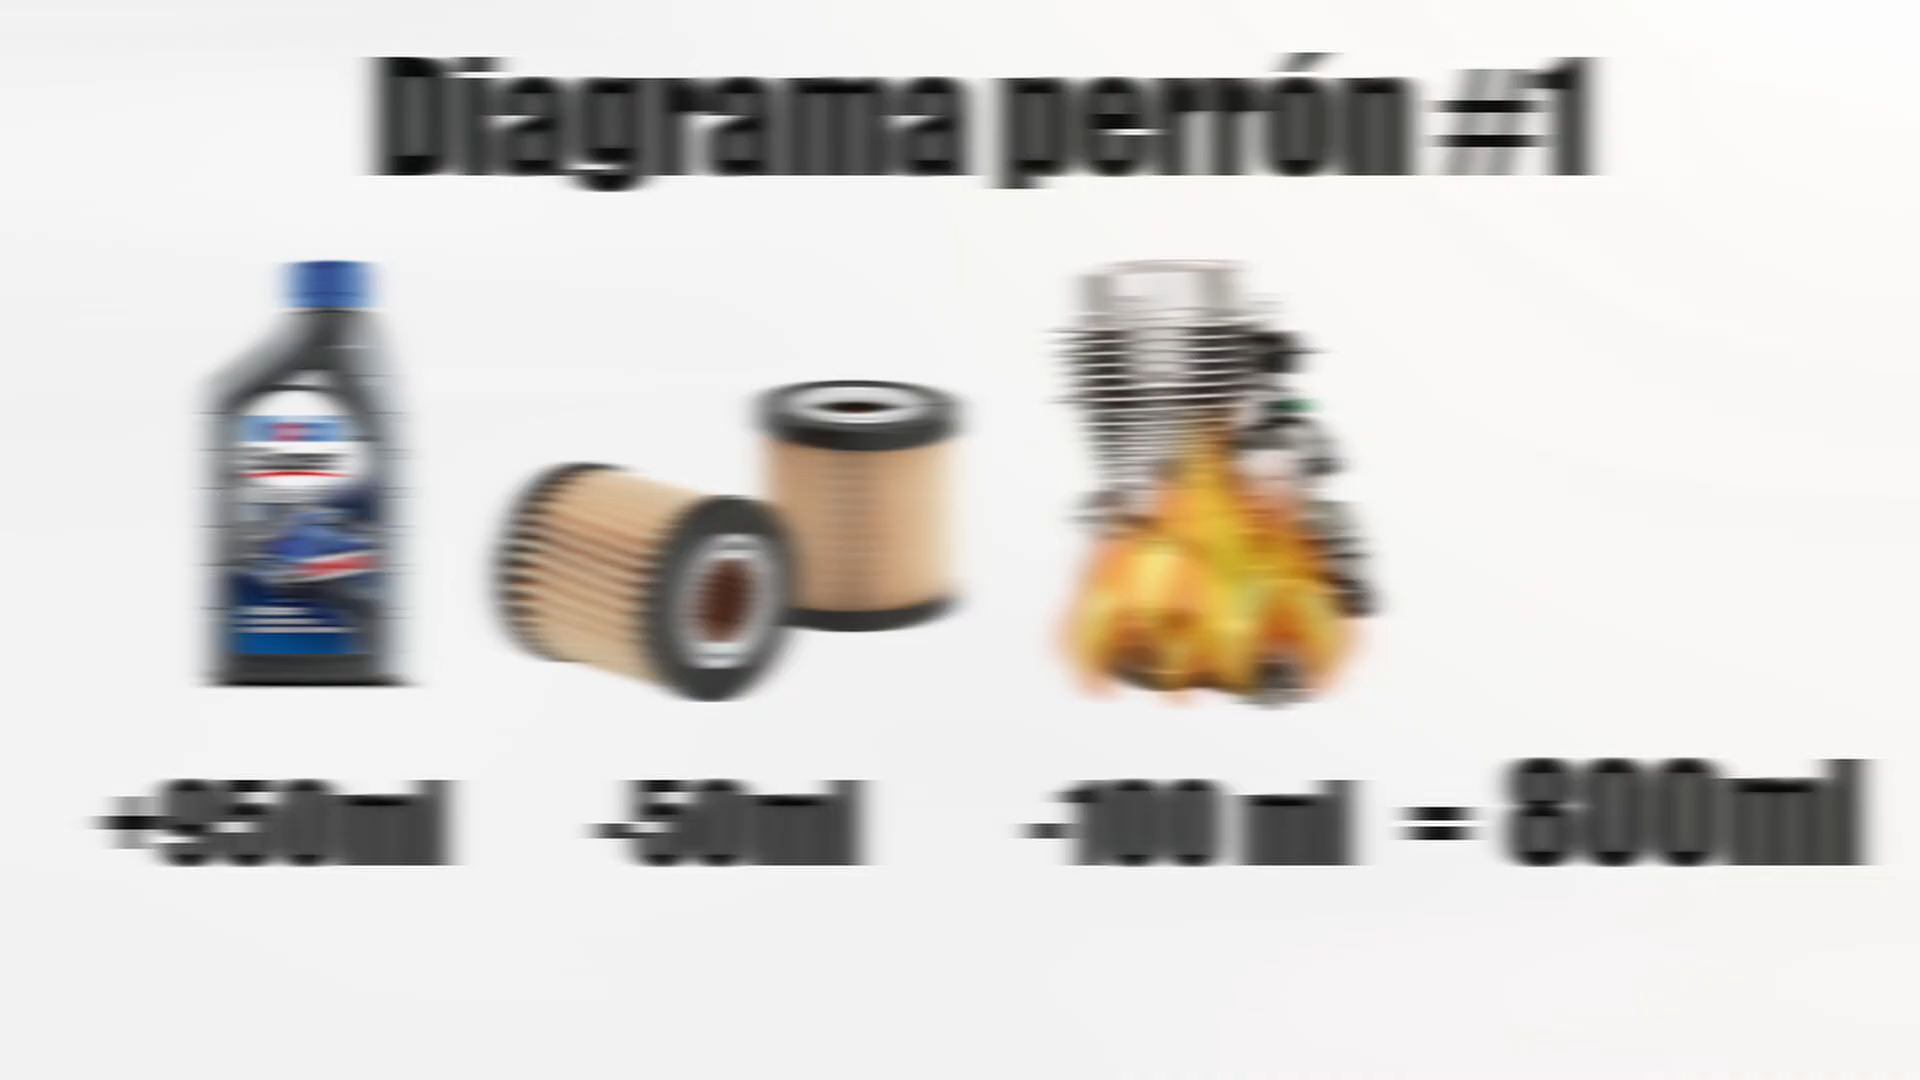 Diagrama perrón #1
+950ml -50ml -100 ml = 800ml